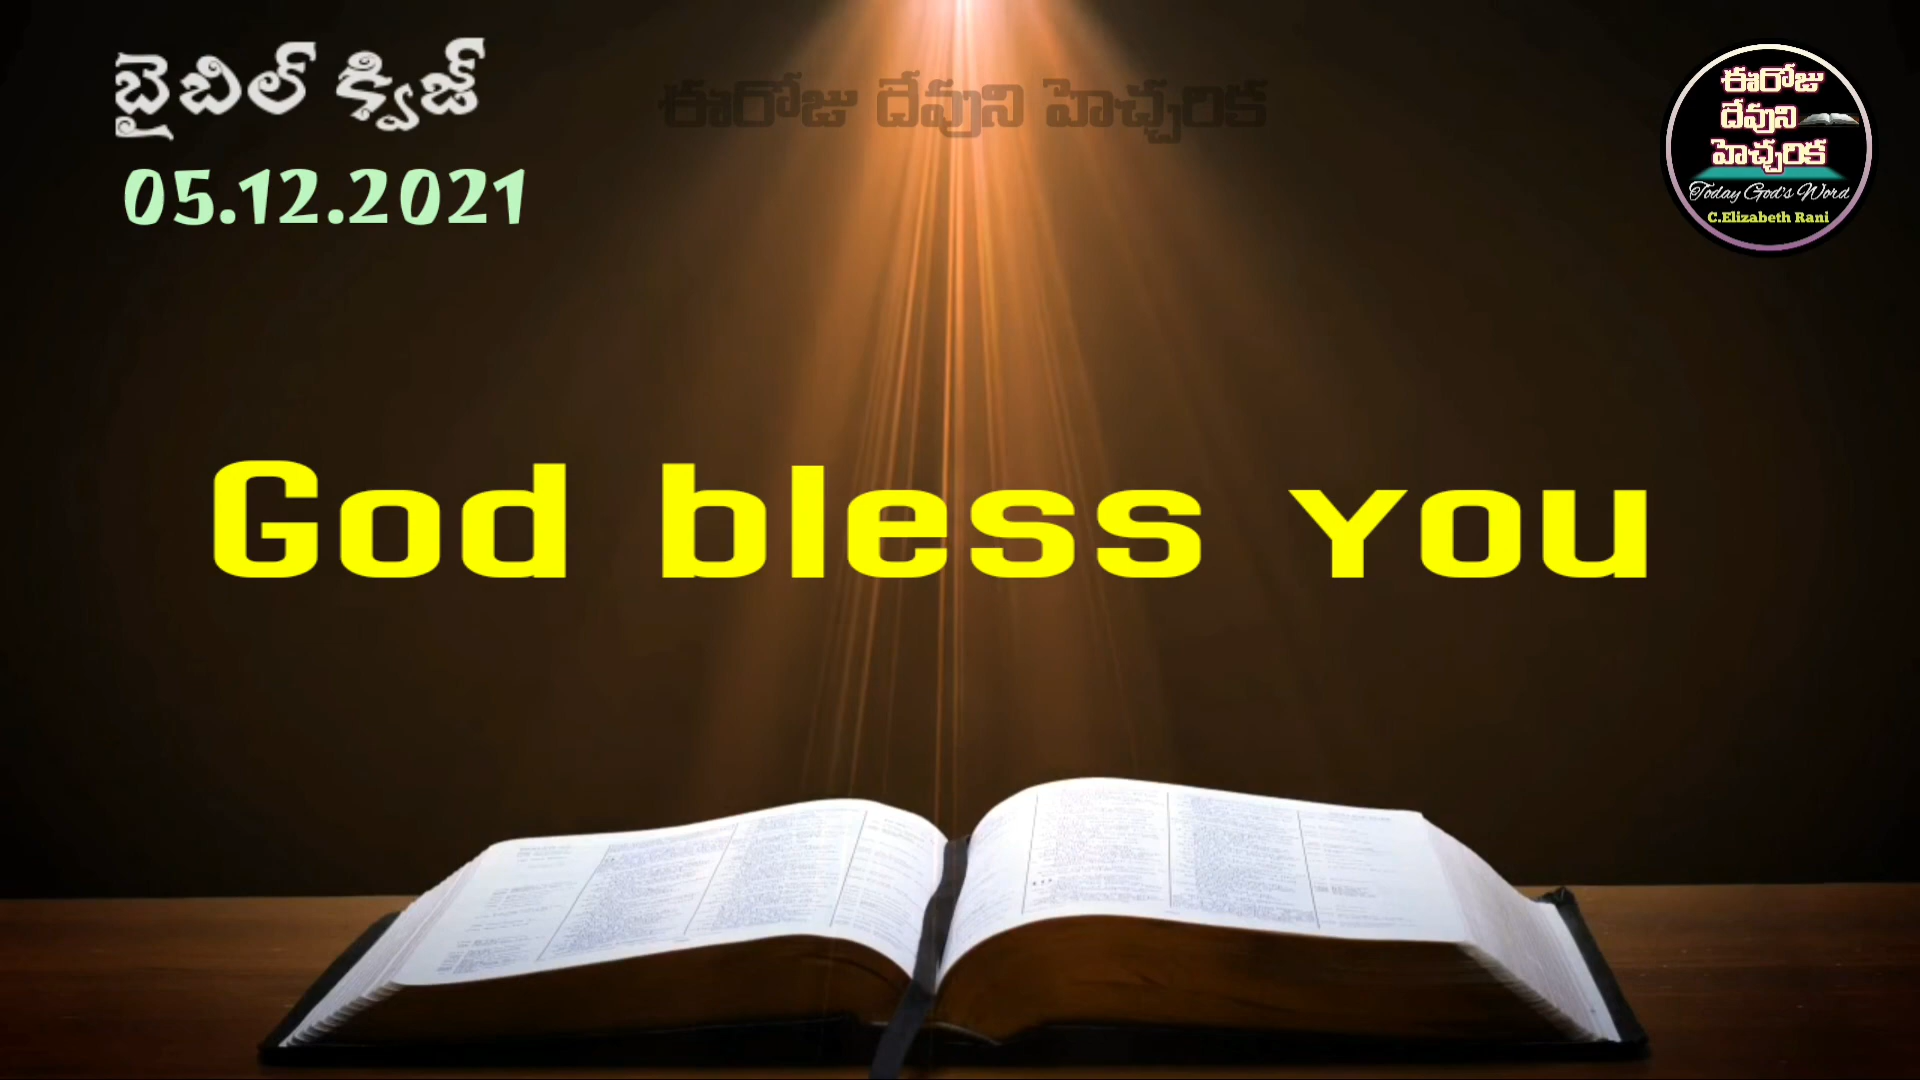 బైబిల్ క్విజ్
05.12.2021
ఈరోజు దేవుని హెచ్చరిక
ఈరోజు
దేవుని
హెచ్చరిక
Today God's Word
C.Elizabeth Rani
God bless You